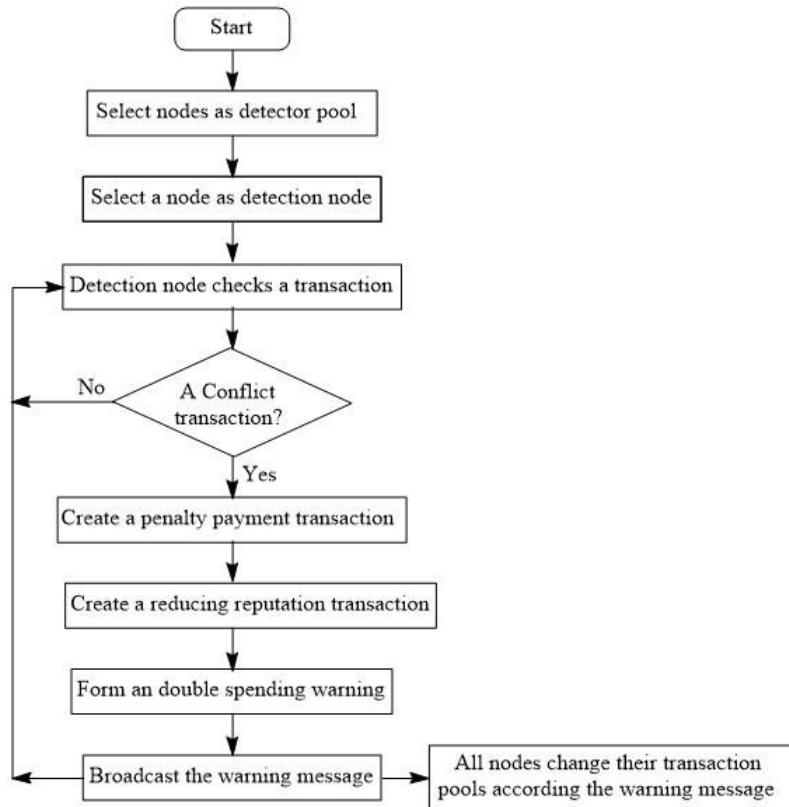 Start
Select nodes as detector pool
Select a node as detection node
Detection node checks a transaction
No
A Conflict
transaction?
Yes
Create a penalty payment transaction
Create a reducing reputation transaction
Form an double spending warning
Broadcast the warning message
All nodes change their transaction
pools according the warning message